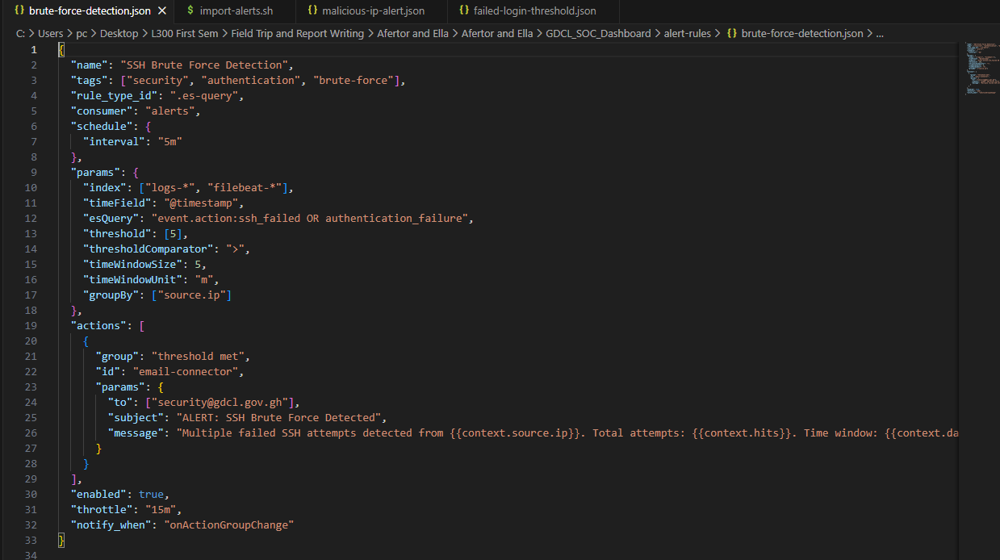 {} brute-force-detection.json × $ import-alerts.sh {} malicious-ip-alert.json {} failed-login-threshold.json
C: > Users > pc > Desktop > L300 First Sem > Field Trip and Report Writing > Afertor and Ella > Afertor and Ella > GDCL_SOC_Dashboard > alert-rules > {} brute-force-detection.json > ...
1 {
2 "name": "SSH Brute Force Detection",
3 "tags": ["security", "authentication", "brute-force"],
4 "rule_type_id": ".es-query",
5 "consumer": "alerts",
6 "schedule": {
7 "interval": "5m"
8 },
9 "params": {
10 "index": ["logs-*", "filebeat-*"],
11 "timeField": "@timestamp",
12 "esQuery": "event.action:ssh_failed OR authentication_failure",
13 "threshold": [5],
14 "thresholdComparator": ">",
15 "timeWindowSize": 5,
16 "timeWindowUnit": "m",
17 "groupBy": ["source.ip"]
18 },
19 "actions": [
20 {
21 "group": "threshold met",
22 "id": "email-connector",
23 "params": {
24 "to": ["security@gdcl.gov.gh"],
25 "subject": "ALERT: SSH Brute Force Detected",
26 "message": "Multiple failed SSH attempts detected from {{context.source.ip}}. Total attempts: {{context.hits}}. Time window: {{context.da
27 }
28 }
29 ],
30 "enabled": true,
31 "throttle": "15m",
32 "notify_when": "onActionGroupChange"
33 }
34